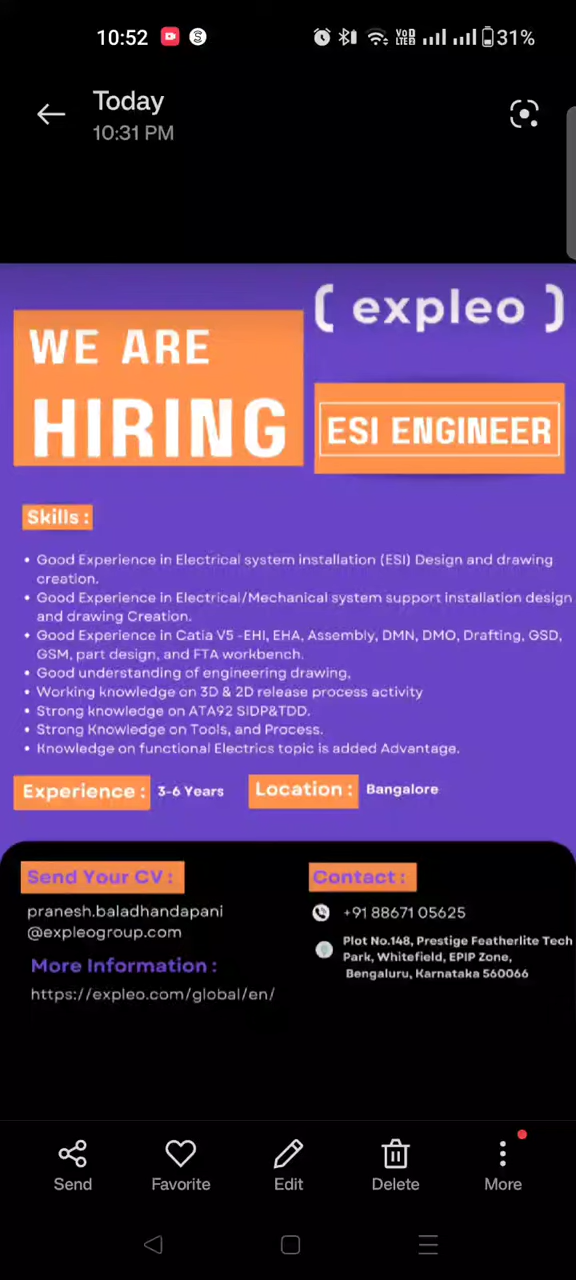 10:52
VoD LTED
31%
Today
10:31 PM
( expleo )
WE ARE
HIRING
ESI ENGINEER
Skills :
• Good Experience in Electrical system installation (ESI) Design and drawing
creation.
• Good Experience in Electrical/Mechanical system support installation design
and drawing Creation.
• Good Experience in Catia V5 -EHI, EHA, Assembly, DMN, DMO, Drafting, GSD,
GSM, part design, and FTA workbench.
• Good understanding of engineering drawing,
• Working knowledge on 3D & 2D release process activity
• Strong knowledge on ATA92 SIDP&TDD.
• Strong Knowledge on Tools, and Process.
• Knowledge on functional Electrics topic is added Advantage.
Experience : 3-6 Years Location : Bangalore
Send Your CV :
pranesh.baladhandapani
@expleogroup.com
More Information :
https://expleo.com/global/en/
Contact :
+91 88671 05625
Plot No.148, Prestige Featherlite Tech
Park, Whitefield, EPIP Zone,
Bengaluru, Karnataka 560066
Send
Favorite
Edit
Delete
More